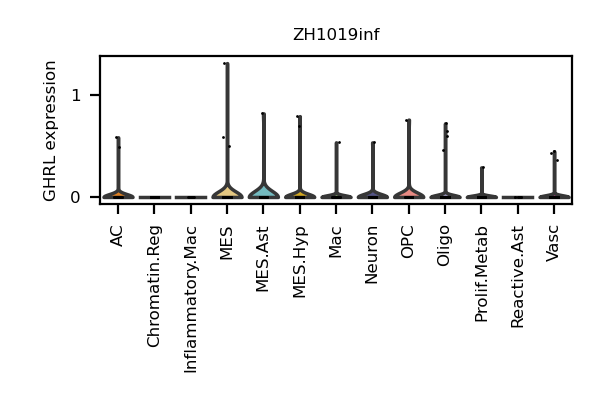 ZH1019inf
GHRL expression
1
0
AC
Chromatin.Reg
Inflammatory.Mac
MES
MES.Ast
MES.Hyp
Mac
Neuron
OPC
Oligo
Prolif.Metab
Reactive.Ast
Vasc